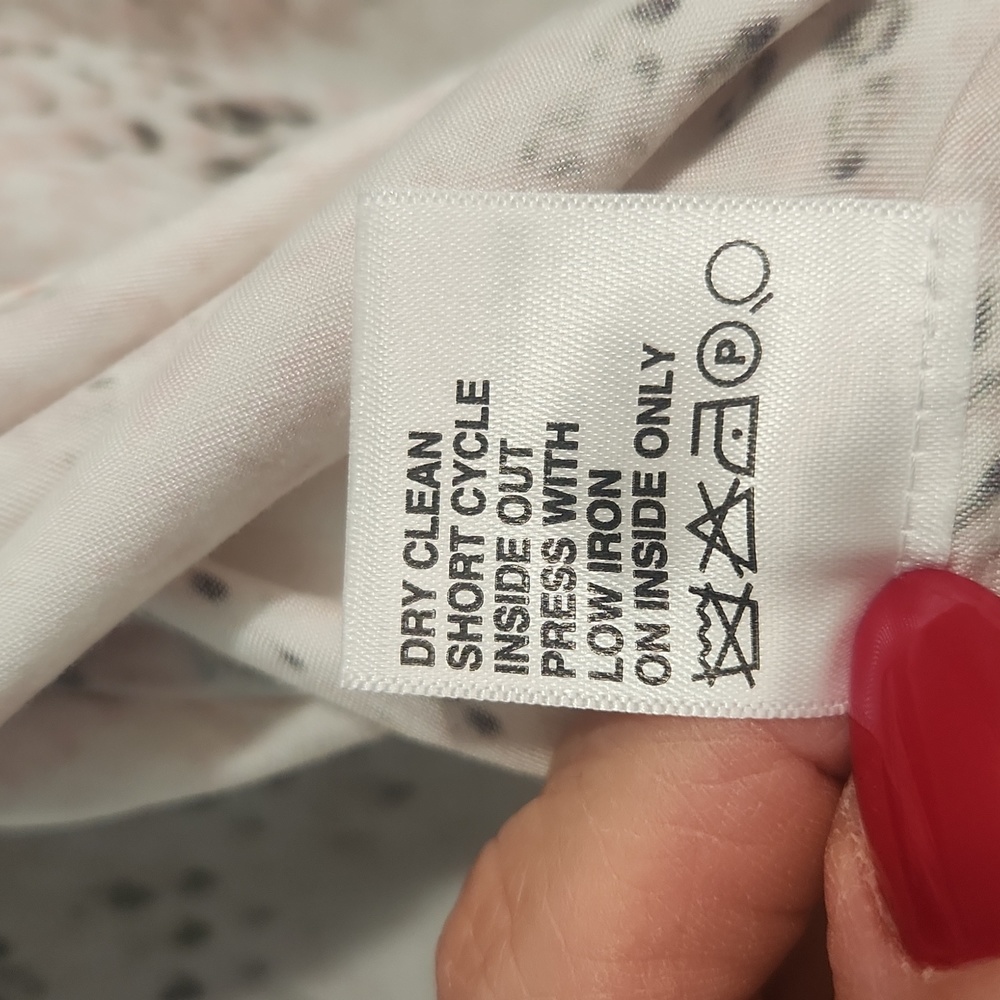 DRY CLEAN
SHORT CYCLE
INSIDE OUT
PRESS WITH
LOW IRON
ON INSIDE ONLY
P